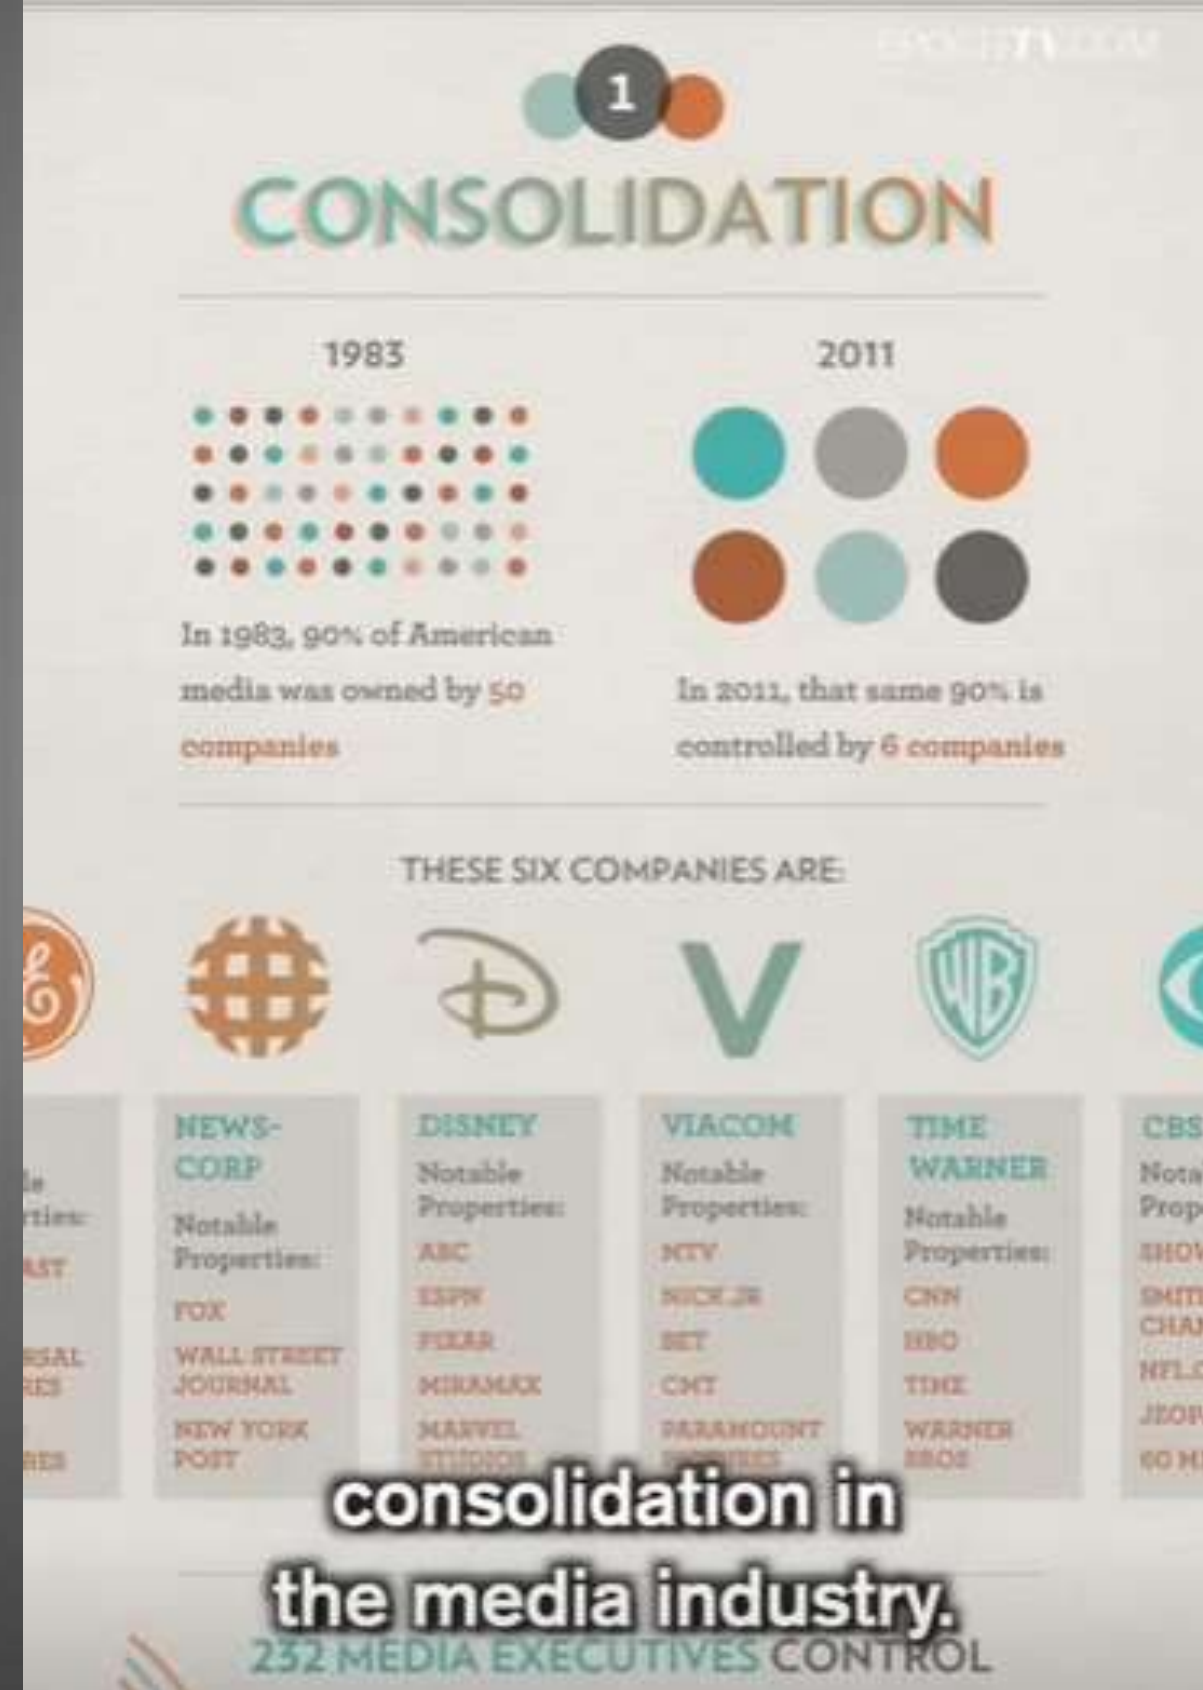 EPOCHTV.COM
1
CONSOLIDATION
1983
2011
In 1983, 90% of American
media was owned by 50
companies
In 2011, that same 90% is
controlled by 6 companies
THESE SIX COMPANIES ARE:
V
WB
NEWS-
CORP
Notable
Properties:
FOX
WALL STREET
JOURNAL
NEW YORK
POST
DISNEY
Notable
Properties:
ABC
ESPN
PIXAR
MIRAMAX
MARVEL
STUDIOS
VIACOM
Notable
Properties:
MTV
NICK JR
BET
CMT
PARAMOUNT
TIME
WARNER
Notable
Properties:
CNN
HBO
TIME
WARNER
BROS
CBS
consolidation in
the media industry.
232 MEDIA EXECUTIVES CONTROL